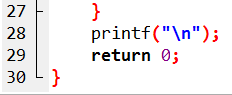 27 }
28 printf("\n");
29 return 0;
30 }